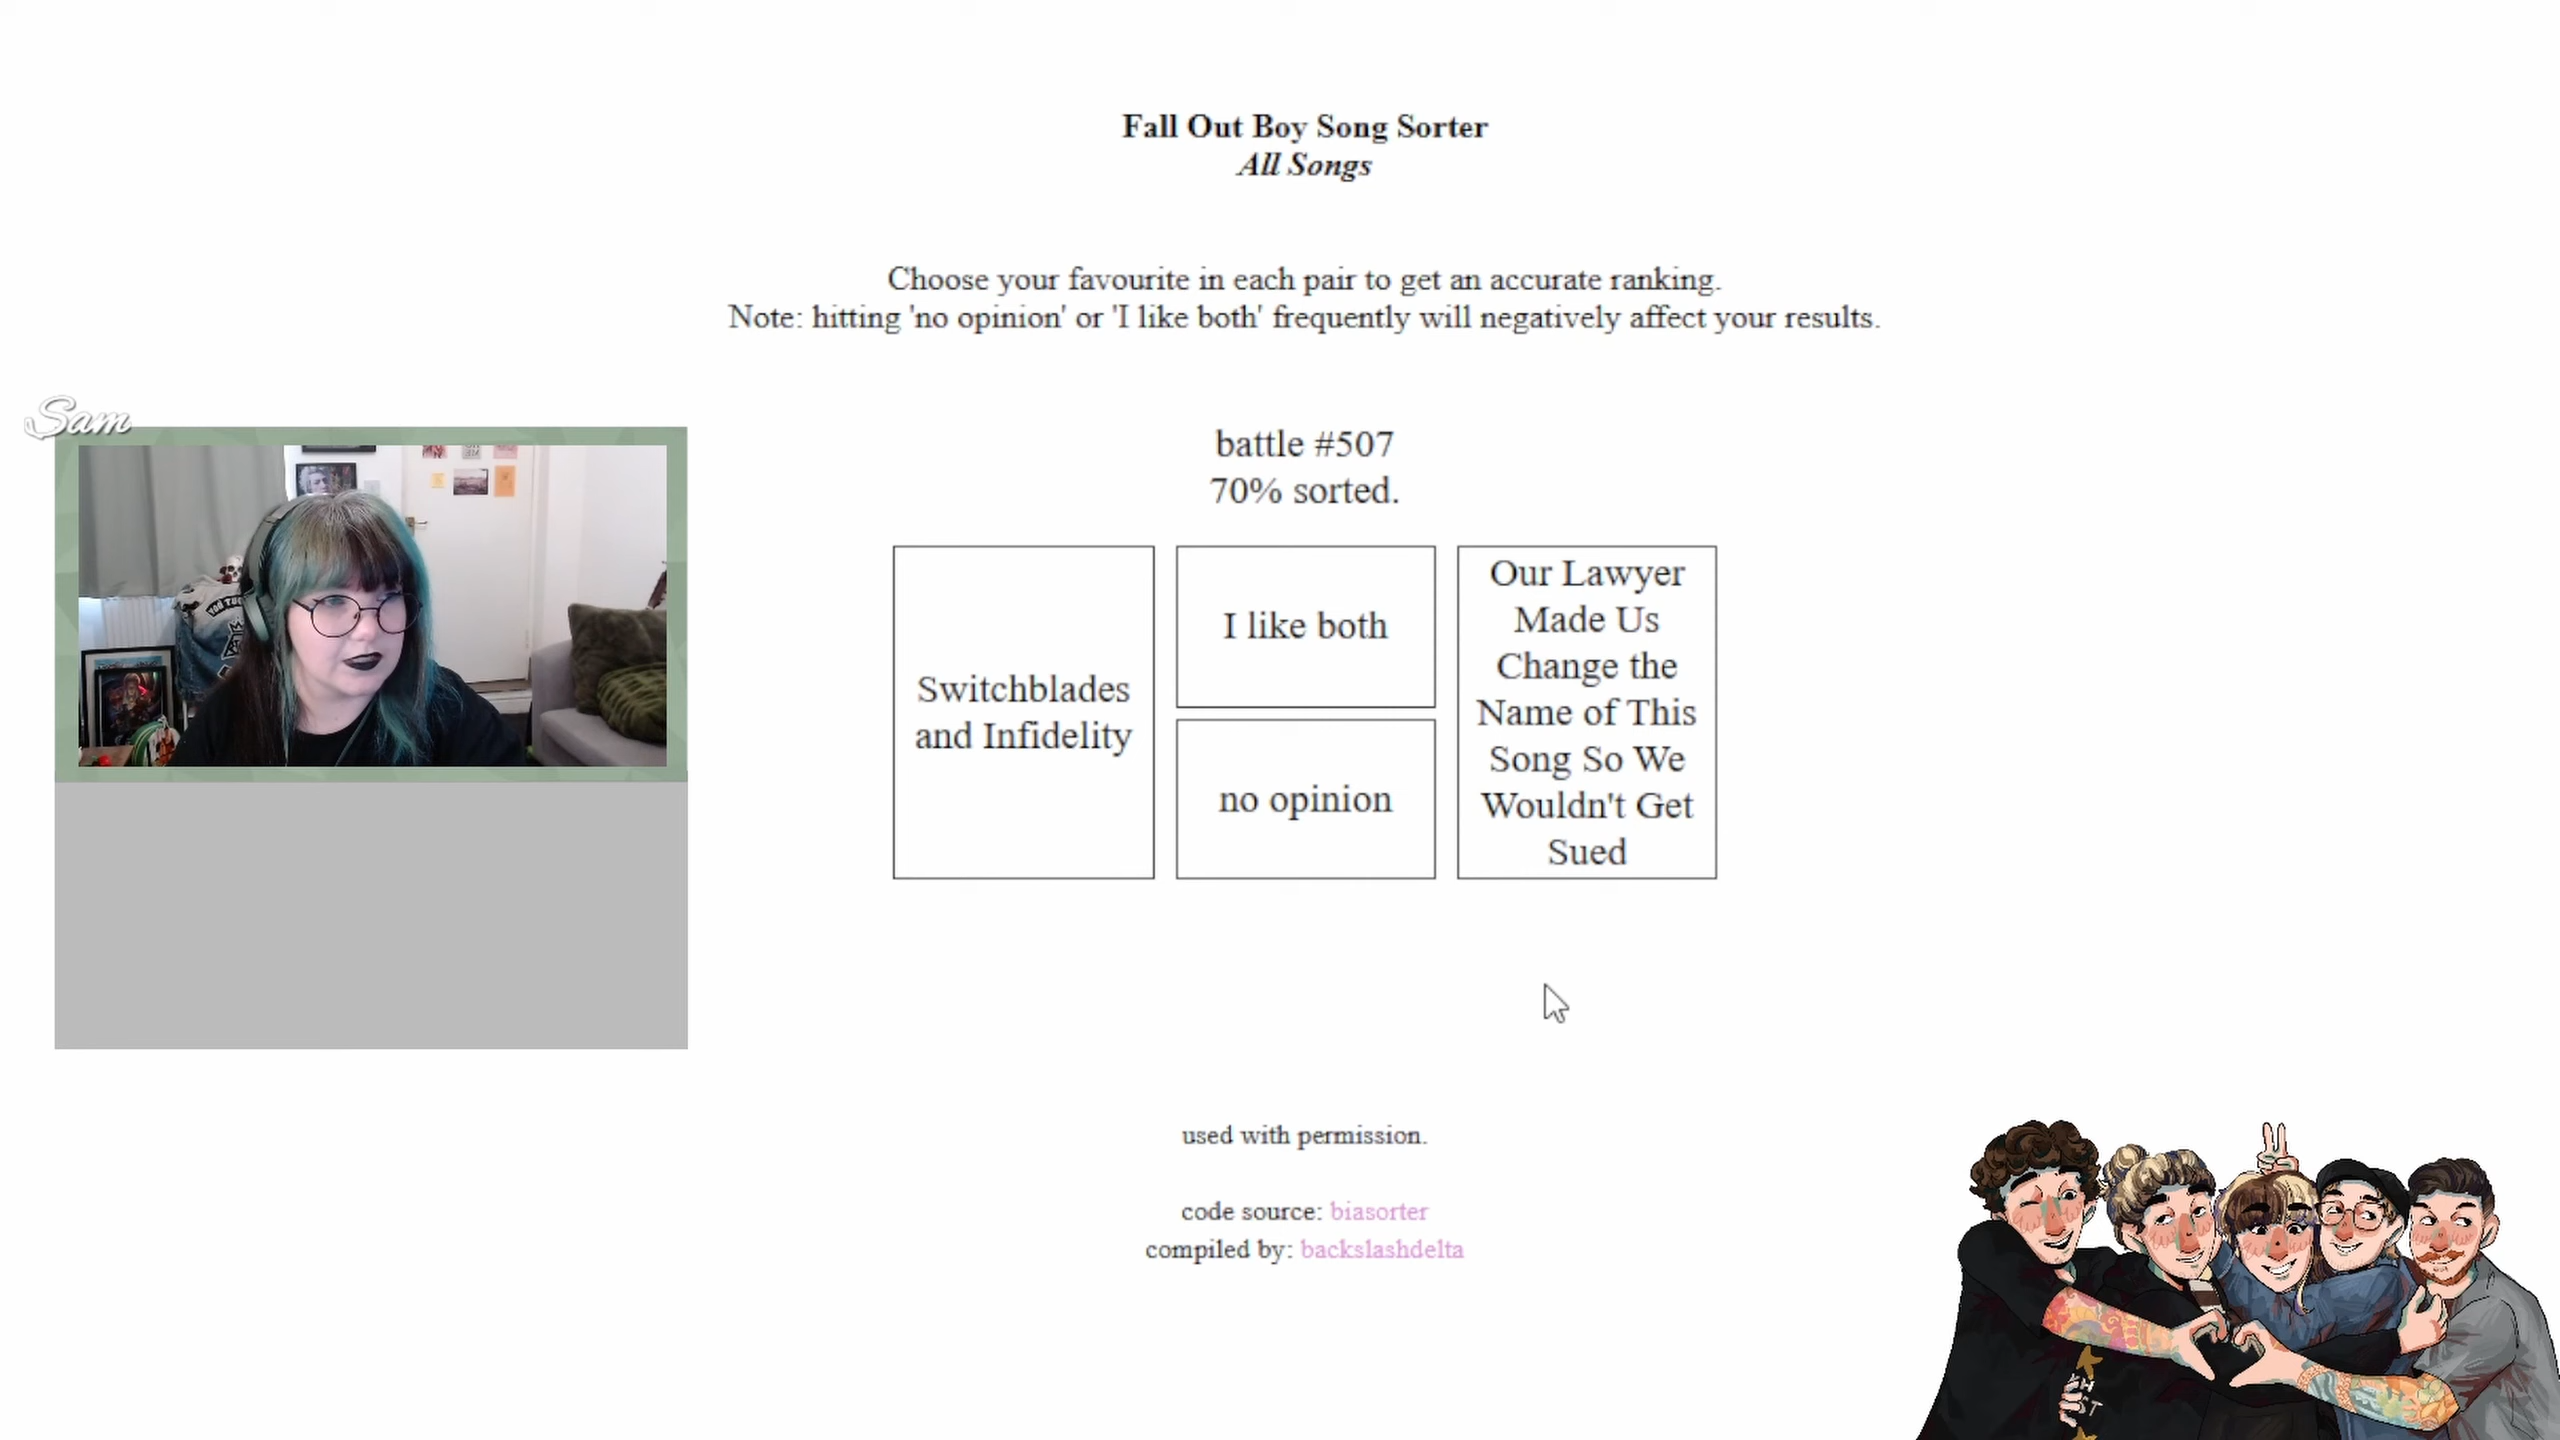 Fall Out Boy Song Sorter
All Songs
Choose your favourite in each pair to get an accurate ranking.
Note: hitting 'no opinion' or 'I like both' frequently will negatively affect your results.
Sam
battle #507
70% sorted.
Switchblades
and Infidelity
I like both
no opinion
Our Lawyer
Made Us
Change the
Name of This
Song So We
Wouldn't Get
Sued
used with permission.
code source: biasorter
compiled by: backslashdelta